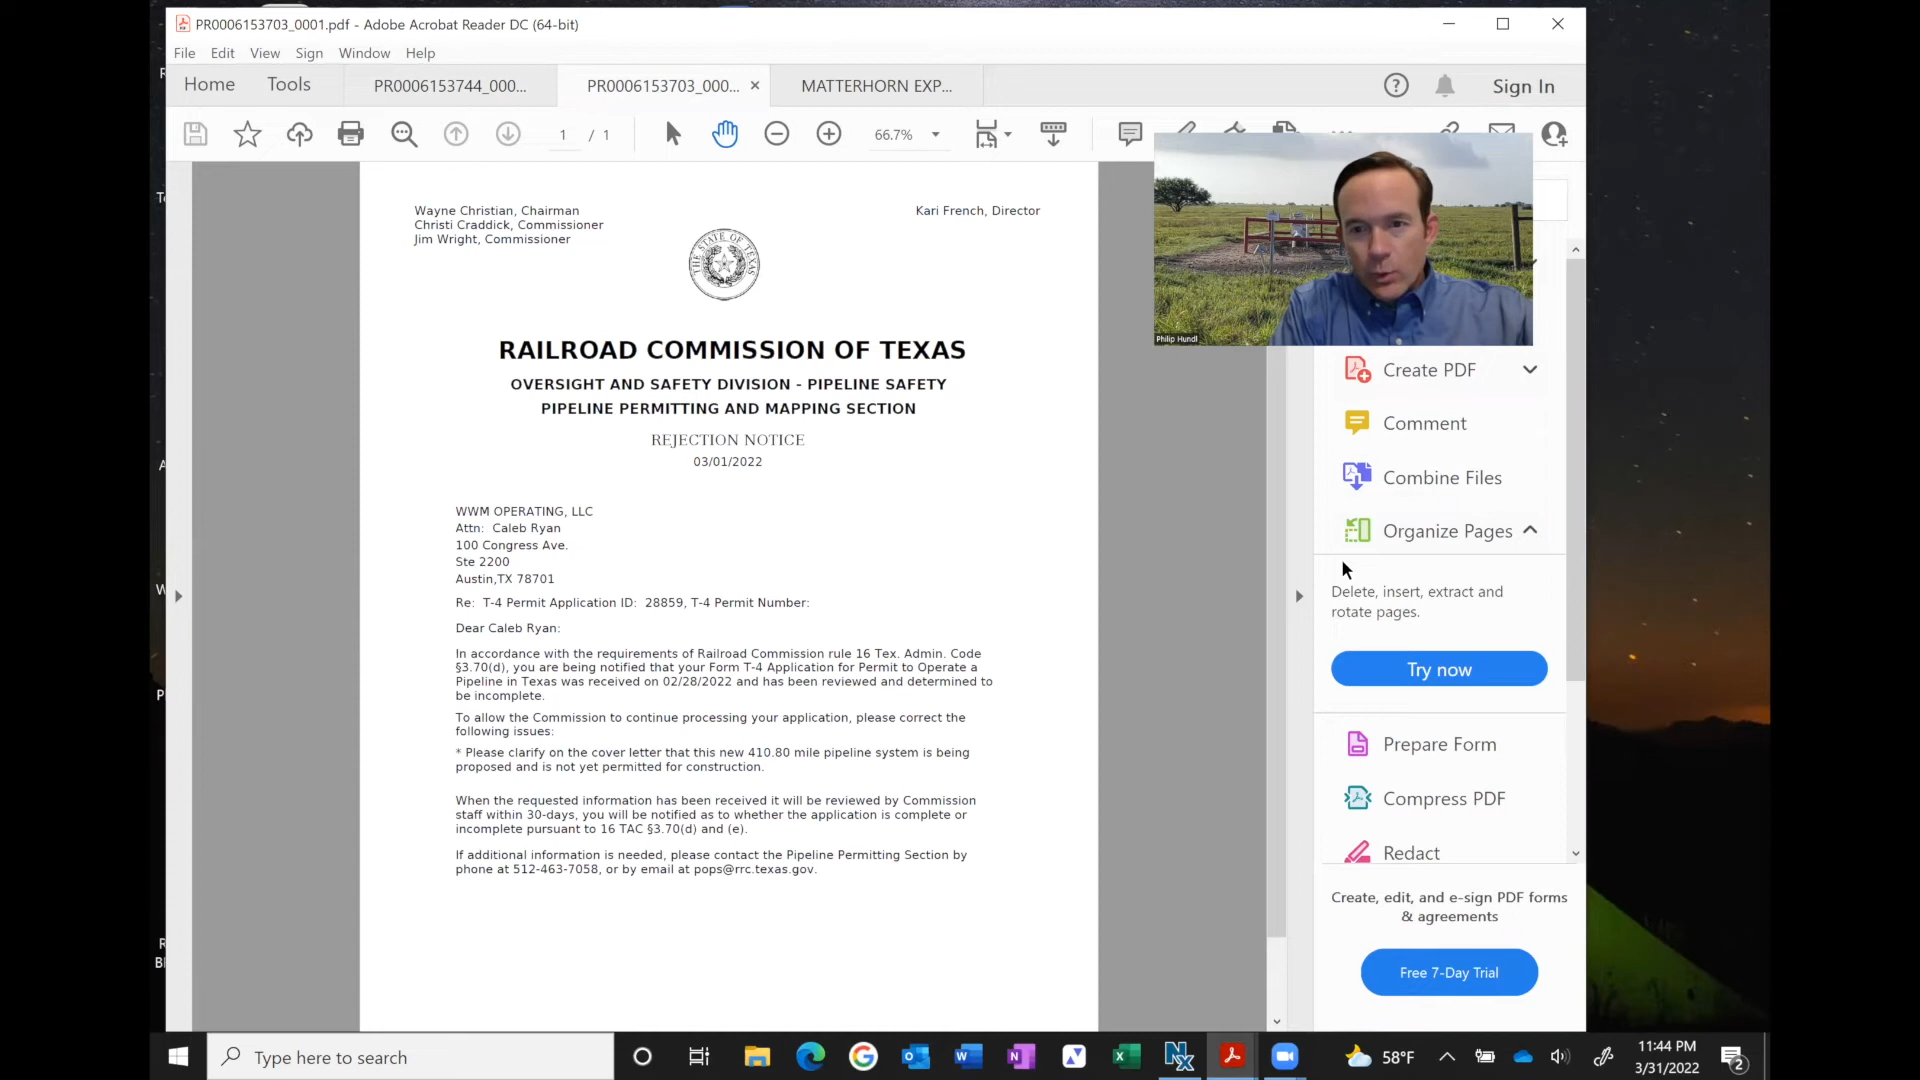 PR0006153703_0001.pdf - Adobe Acrobat Reader DC (64-bit)
File Edit View Sign Window Help
Home Tools PR0006153744_000... PR0006153703_000... MATTERHORN EXP... Sign In
1 / 1 66.7%
Wayne Christian, Chairman
Christi Craddick, Commissioner
Jim Wright, Commissioner
Kari French, Director
THE STATE OF TEXAS
RAILROAD COMMISSION OF TEXAS
OVERSIGHT AND SAFETY DIVISION - PIPELINE SAFETY
PIPELINE PERMITTING AND MAPPING SECTION
REJECTION NOTICE
03/01/2022
WWM OPERATING, LLC
Attn: Caleb Ryan
100 Congress Ave.
Ste 2200
Austin,TX 78701
Re: T-4 Permit Application ID: 28859, T-4 Permit Number:
Dear Caleb Ryan:
In accordance with the requirements of Railroad Commission rule 16 Tex. Admin. Code
§3.70(d), you are being notified that your Form T-4 Application for Permit to Operate a
Pipeline in Texas was received on 02/28/2022 and has been reviewed and determined to
be incomplete.
To allow the Commission to continue processing your application, please correct the
following issues:
* Please clarify on the cover letter that this new 410.80 mile pipeline system is being
proposed and is not yet permitted for construction.
When the requested information has been received it will be reviewed by Commission
staff within 30-days, you will be notified as to whether the application is complete or
incomplete pursuant to 16 TAC §3.70(d) and (e).
If additional information is needed, please contact the Pipeline Permitting Section by
phone at 512-463-7058, or by email at pops@rrc.texas.gov.
Philip Hundl
Create PDF
Comment
Combine Files
Organize Pages
Delete, insert, extract and
rotate pages.
Try now
Prepare Form
Compress PDF
Redact
Create, edit, and e-sign PDF forms
& agreements
Free 7-Day Trial
Type here to search
58°F
11:44 PM
3/31/2022
2